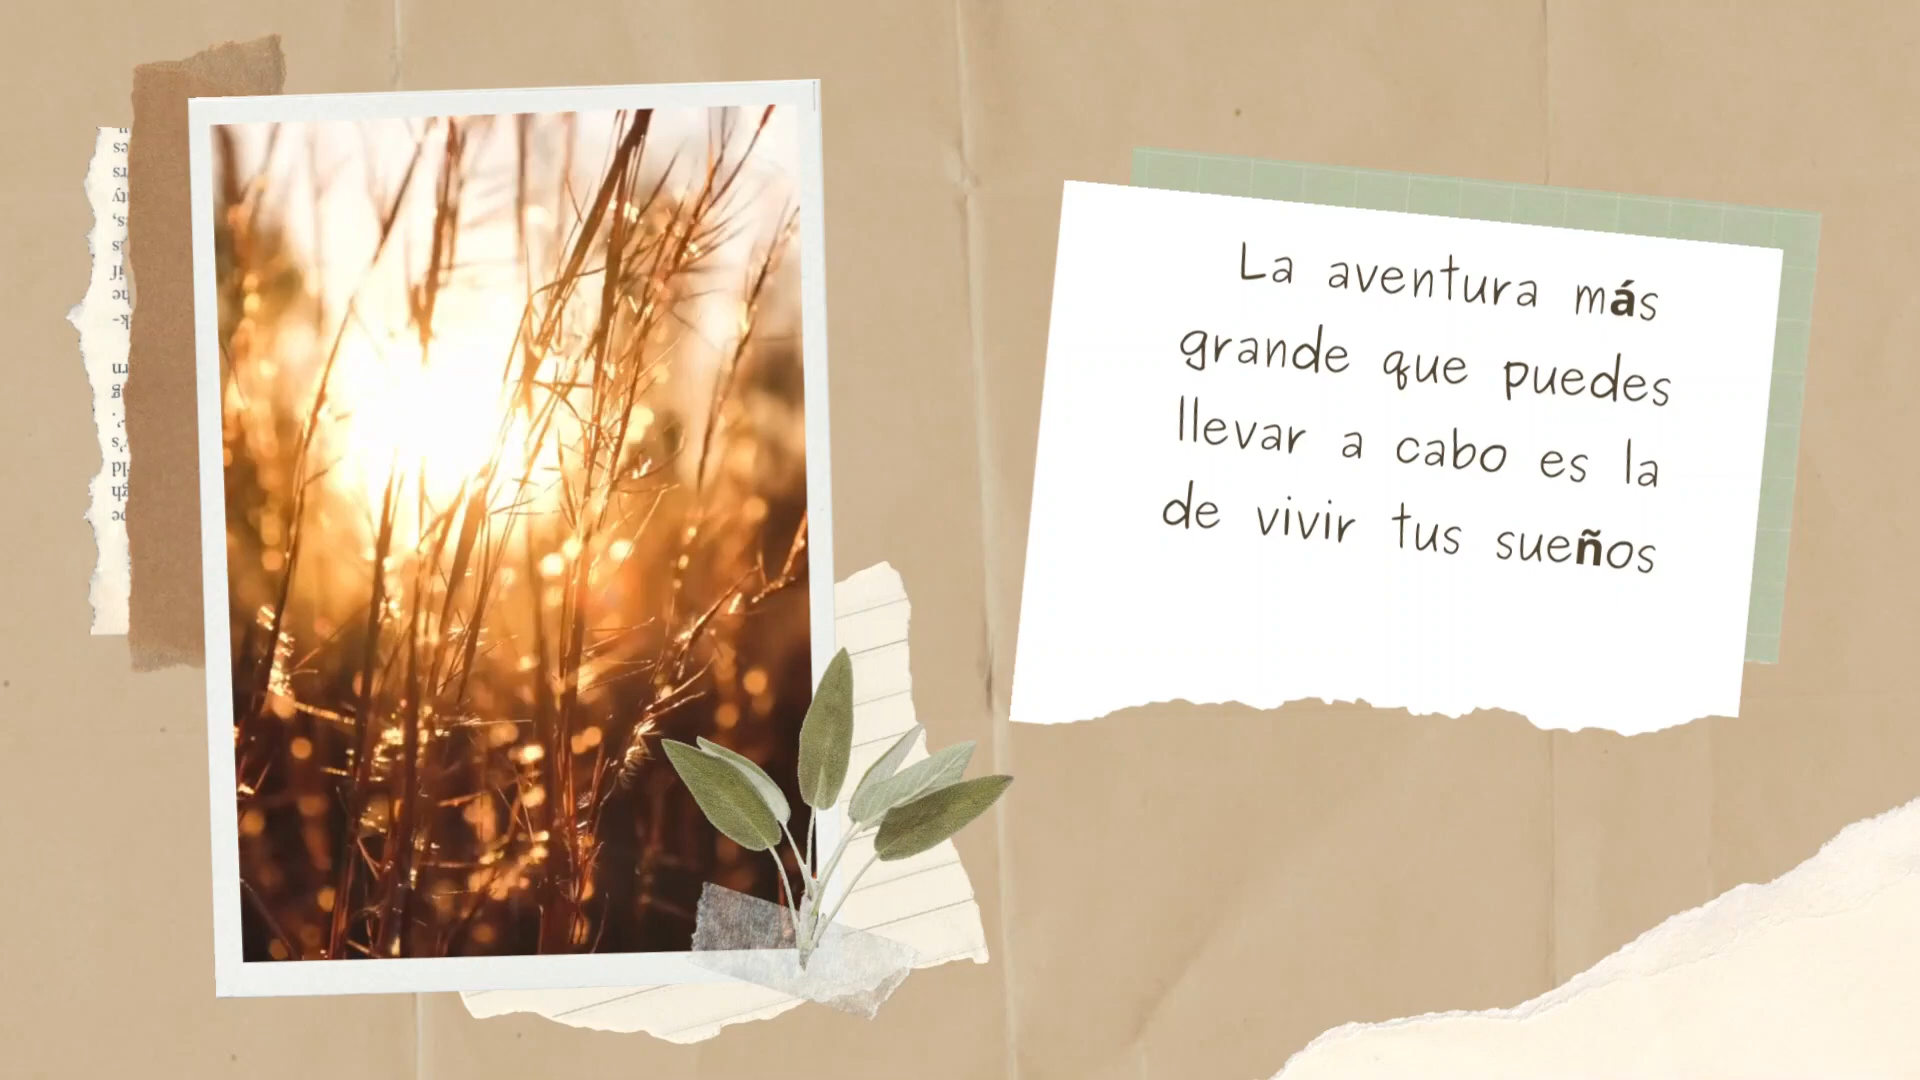 La aventura más
grande que puedes
llevar a cabo es la
de vivir tus sueños